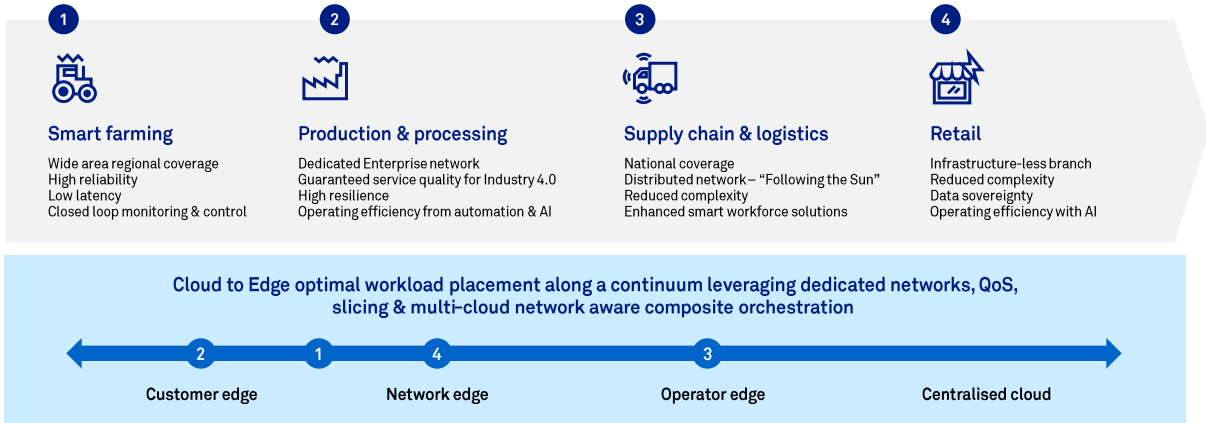 1
2
3
4
Smart farming
Wide area regional coverage
High reliability
Low latency
Closed loop monitoring & control
Production & processing
Dedicated Enterprise network
Guaranteed service quality for Industry 4.0
High resilience
Operating efficiency from automation & AI
Supply chain & logistics
National coverage
Distributed network – “Following the Sun”
Reduced complexity
Enhanced smart workforce solutions
Retail
Infrastructure-less branch
Reduced complexity
Data sovereignty
Operating efficiency with AI
Cloud to Edge optimal workload placement along a continuum leveraging dedicated networks, QoS,
slicing & multi-cloud network aware composite orchestration
2
1
4
3
Customer edge
Network edge
Operator edge
Centralised cloud